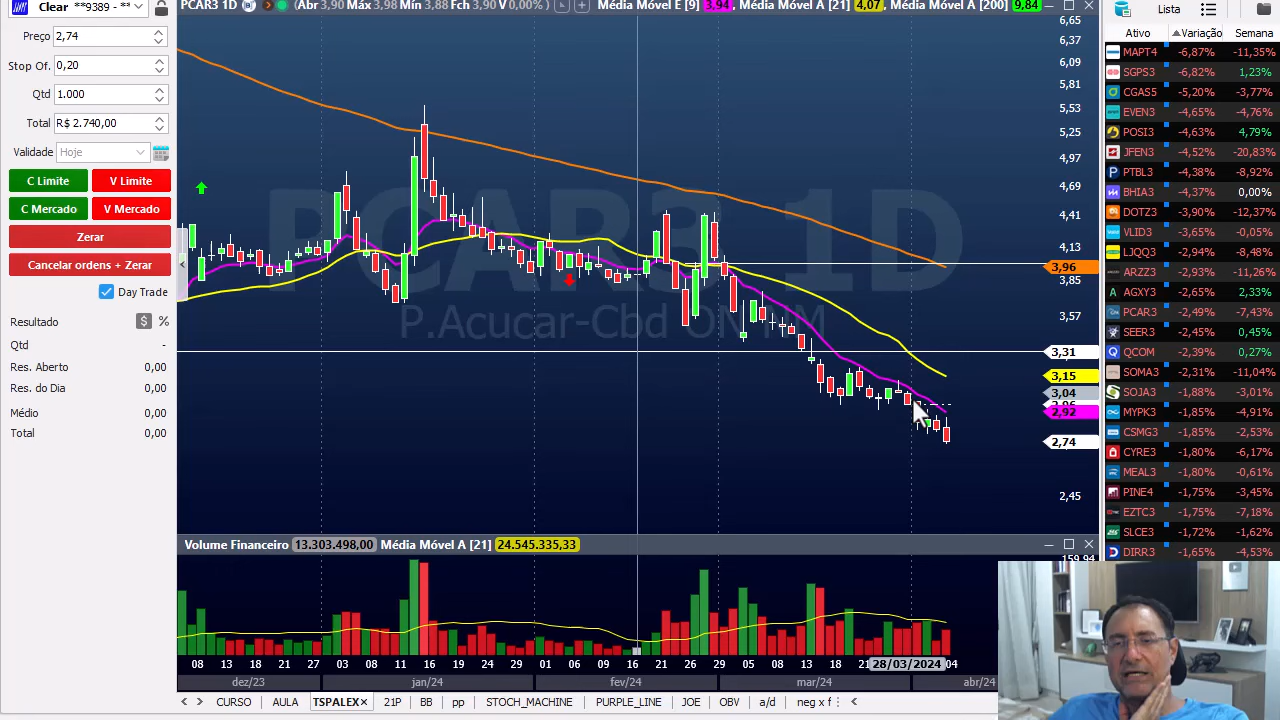 Clear **9389 - **
Preço 2,74
Stop Of. 0,20
Qtd 1.000
Total R$ 2.740,00
Validade Hoje
C Limite V Limite
C Mercado V Mercado
Zerar
Cancelar ordens + Zerar
Day Trade
Resultado $ %
Qtd -
Res. Aberto 0,00
Res. do Dia 0,00
Médio 0,00
Total 0,00
PCAR3 1D (Abr 3,90 Máx 3,98 Mín 3,88 Fch 3,90 V 0,00% ) Média Móvel E [9] 3,94 , Média Móvel A [21] 4,07 , Média Móvel A [200] 9,84
PCAR3 1D
P.Acucar-Cbd ON NM
6,65
6,37
6,09
5,81
5,53
5,25
4,97
4,69
4,41
4,13
3,96
3,85
3,57
3,31
3,15
3,04
2,92
2,74
2,45
Volume Financeiro 13.303.498,00 Média Móvel A [21] 24.545.335,33
159,94
08 13 18 21 27 03 08 11 16 19 24 29 01 06 09 16 21 26 29 05 08 13 18 21 28/03/2024 04
dez/23 jan/24 fev/24 mar/24 abr/24
CURSO AULA TSPALEX× 21P BB pp STOCH_MACHINE PURPLE_LINE JOE OBV a/d neg x f
Lista
Ativo Variação Semana
MAPT4 -6,87% -11,35%
SGPS3 -6,82% 1,23%
CGAS5 -5,20% -3,77%
EVEN3 -4,65% -4,76%
POSI3 -4,63% 4,79%
JFEN3 -4,52% -20,83%
PTBL3 -4,38% -8,92%
BHIA3 -4,37% 0,00%
DOTZ3 -3,90% -12,37%
VLID3 -3,65% -0,05%
LJQQ3 -2,94% -8,48%
ARZZ3 -2,93% -11,26%
AGXY3 -2,65% 2,33%
PCAR3 -2,49% -7,43%
SEER3 -2,45% 0,45%
QCOM -2,39% 0,27%
SOMA3 -2,31% -11,04%
SOJA3 -1,88% -3,01%
MYPK3 -1,85% -4,91%
CSMG3 -1,85% -2,53%
CYRE3 -1,85% -6,17%
MEAL3 -1,80% -0,61%
PINE4 -1,75% -3,45%
EZTC3 -1,75% -7,18%
SLCE3 -1,72% -1,62%
DIRR3 -1,65% -4,53%